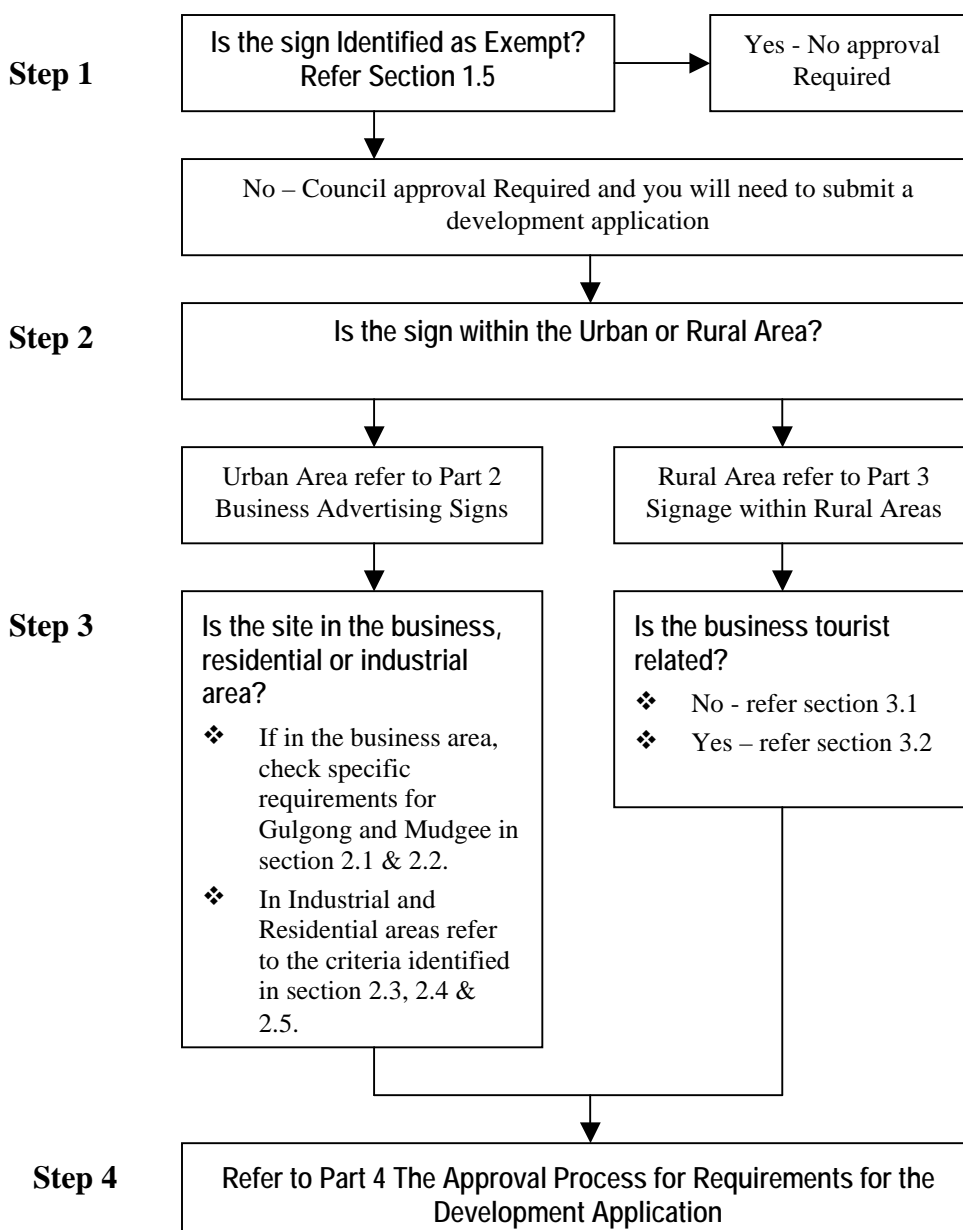 Step 1
Is the sign Identified as Exempt?
Refer Section 1.5
Yes - No approval
Required
No – Council approval Required and you will need to submit a
development application
Step 2
Is the sign within the Urban or Rural Area?
Urban Area refer to Part 2
Business Advertising Signs
Rural Area refer to Part 3
Signage within Rural Areas
Step 3
Is the site in the business,
residential or industrial
area?
❖ If in the business area,
check specific
requirements for
Gulgong and Mudgee in
section 2.1 & 2.2.
❖ In Industrial and
Residential areas refer
to the criteria identified
in section 2.3, 2.4 &
2.5.
Is the business tourist
related?
❖ No - refer section 3.1
❖ Yes – refer section 3.2
Step 4
Refer to Part 4 The Approval Process for Requirements for the
Development Application